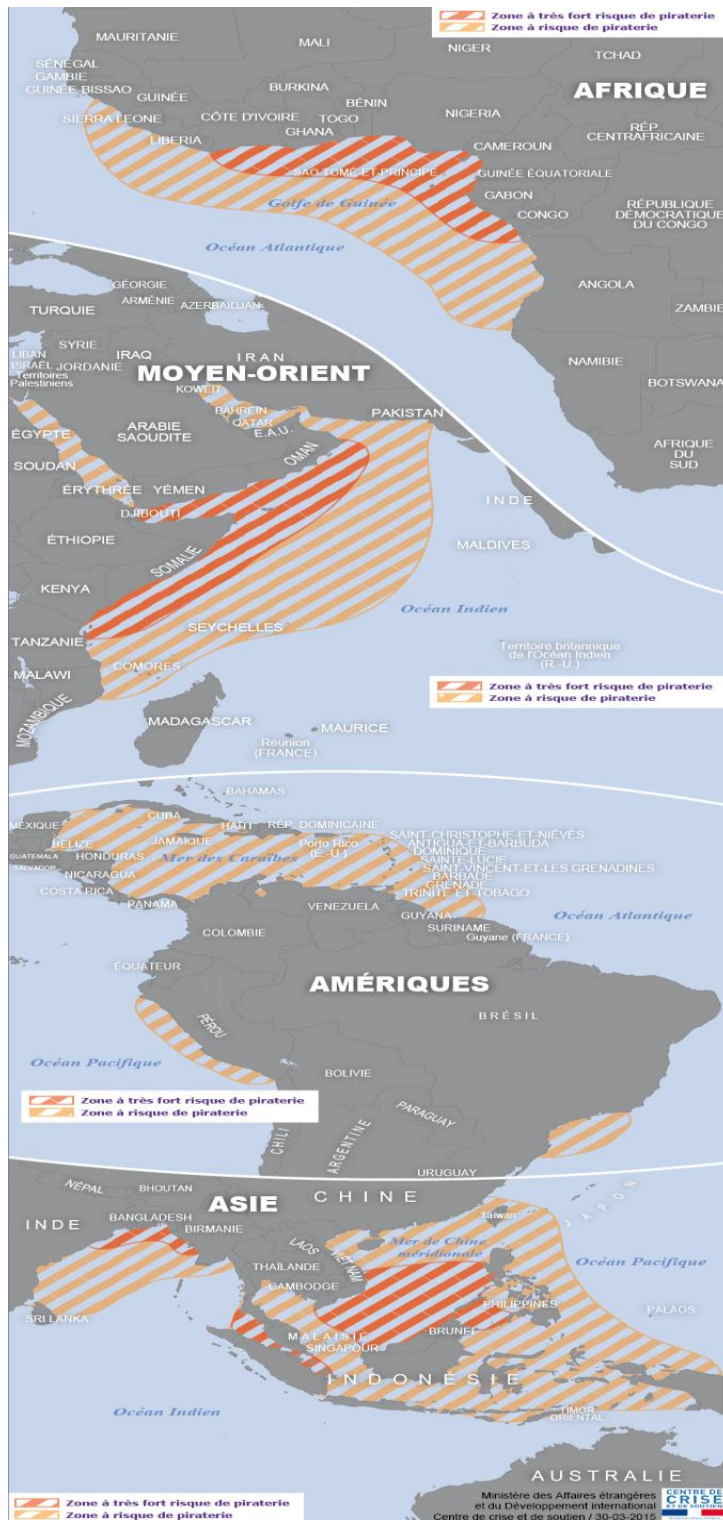 Zone à très fort risque de piraterie
Zone à risque de piraterie
MAURITANIE
MALI
NIGER
TCHAD
SÉNÉGAL
GAMBIE
GUINÉE BISSAO
GUINÉE
BURKINA
BÉNIN
AFRIQUE
SIERRA LEONE
CÔTE D'IVOIRE
TOGO
GHANA
NIGERIA
RÉP.
CENTRAFRICAINE
LIBERIA
CAMEROUN
SAO TOMÉ-ET-PRINCIPE
GUINÉE ÉQUATORIALE
GABON
Golfe de Guinée
CONGO
RÉPUBLIQUE
DÉMOCRATIQUE
DU CONGO
Océan Atlantique
ANGOLA
ZAMBIE
NAMIBIE
BOTSWANA
AFRIQUE
DU
SUD
GÉORGIE
ARMÉNIE
AZERBAÏDJAN
TURQUIE
SYRIE
LIBAN
IRAQ
IRAN
ISRAËL
JORDANIE
Territoires
Palestiniens
MOYEN-ORIENT
KOWEÏT
BAHREÏN
QATAR
E.A.U.
PAKISTAN
ÉGYPTE
ARABIE
SAOUDITE
OMAN
SOUDAN
ÉRYTHRÉE
YÉMEN
DJIBOUTI
INDE
ÉTHIOPIE
SOMALIE
MALDIVES
KENYA
Océan Indien
SEYCHELLES
TANZANIE
Territoire britannique
de l'Océan Indien
(R.-U.)
COMORES
MALAWI
Zone à très fort risque de piraterie
Zone à risque de piraterie
MOZAMBIQUE
MADAGASCAR
MAURICE
Réunion
(FRANCE)
BAHAMAS
MEXIQUE
CUBA
HAÏTI
RÉP. DOMINICAINE
BELIZE
JAMAÏQUE
Porto Rico
(É.-U.)
SAINT-CHRISTOPHE-ET-NIÉVÈS
ANTIGUA-ET-BARBUDA
DOMINIQUE
SAINTE-LUCIE
SAINT-VINCENT-ET-LES GRENADINES
BARBADE
GRENADE
TRINITÉ-ET-TOBAGO
GUATEMALA
HONDURAS
Mer des Caraïbes
SALVADOR
NICARAGUA
COSTA RICA
PANAMA
VENEZUELA
GUYANA
SURINAME
Guyane (FRANCE)
Océan Atlantique
COLOMBIE
ÉQUATEUR
AMÉRIQUES
PÉROU
BRÉSIL
Océan Pacifique
BOLIVIE
Zone à très fort risque de piraterie
Zone à risque de piraterie
PARAGUAY
CHILI
ARGENTINE
URUGUAY
NÉPAL
BHOUTAN
ASIE
CHINE
INDE
BANGLADESH
BIRMANIE
Taïwan
JAPON
LAOS
VIÊT NAM
Mer de Chine
méridionale
Océan Pacifique
THAÏLANDE
CAMBODGE
PHILIPPINES
PALAOS
SRI LANKA
MALAISIE
BRUNEI
SINGAPOUR
INDONÉSIE
Océan Indien
TIMOR
ORIENTAL
AUSTRALIE
Zone à très fort risque de piraterie
Zone à risque de piraterie
Ministère des Affaires étrangères
et du Développement international
Centre de crise et de soutien / 30-03-2015
CENTRE DE
CRISE
ET DE SOUTIEN